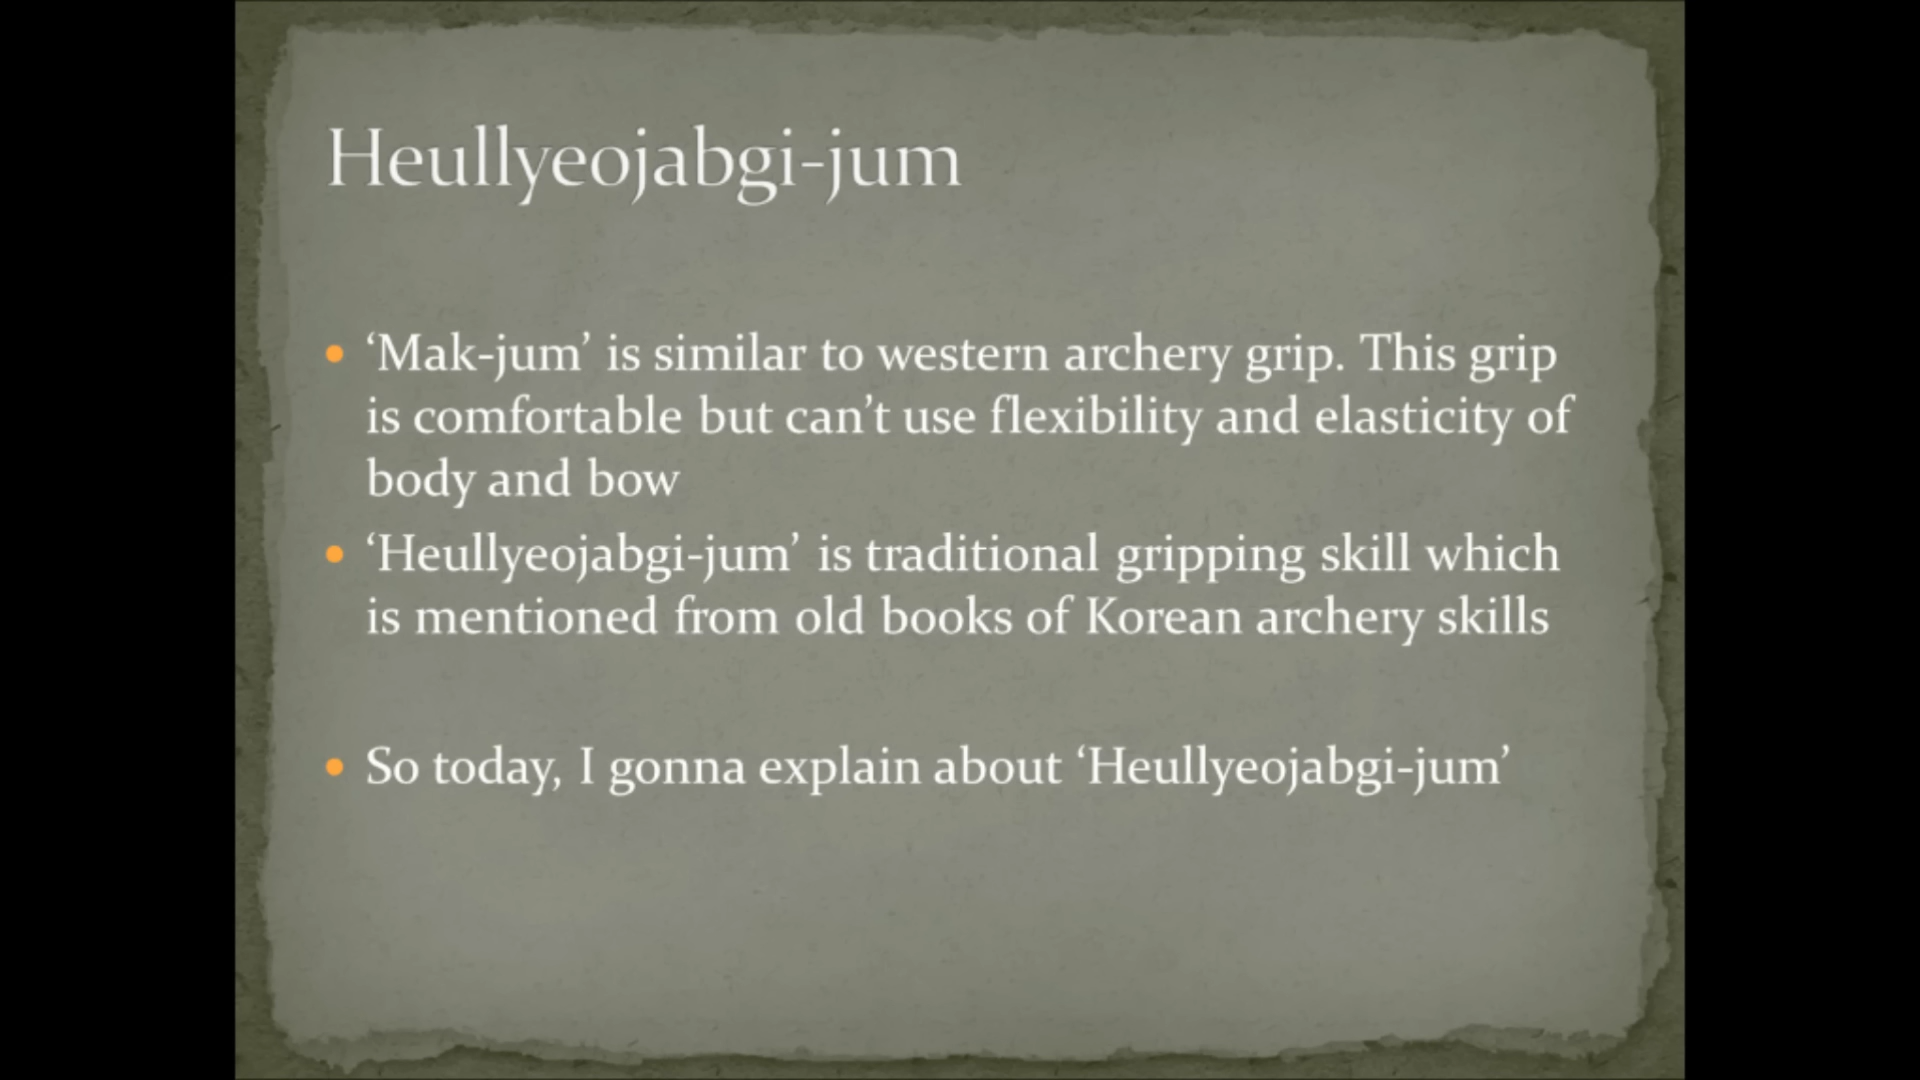 Heullyeojabgi-jum
‘Mak-jum’ is similar to western archery grip. This grip
is comfortable but can’t use flexibility and elasticity of
body and bow
‘Heullyeojabgi-jum’ is traditional gripping skill which
is mentioned from old books of Korean archery skills
So today, I gonna explain about ‘Heullyeojabgi-jum’